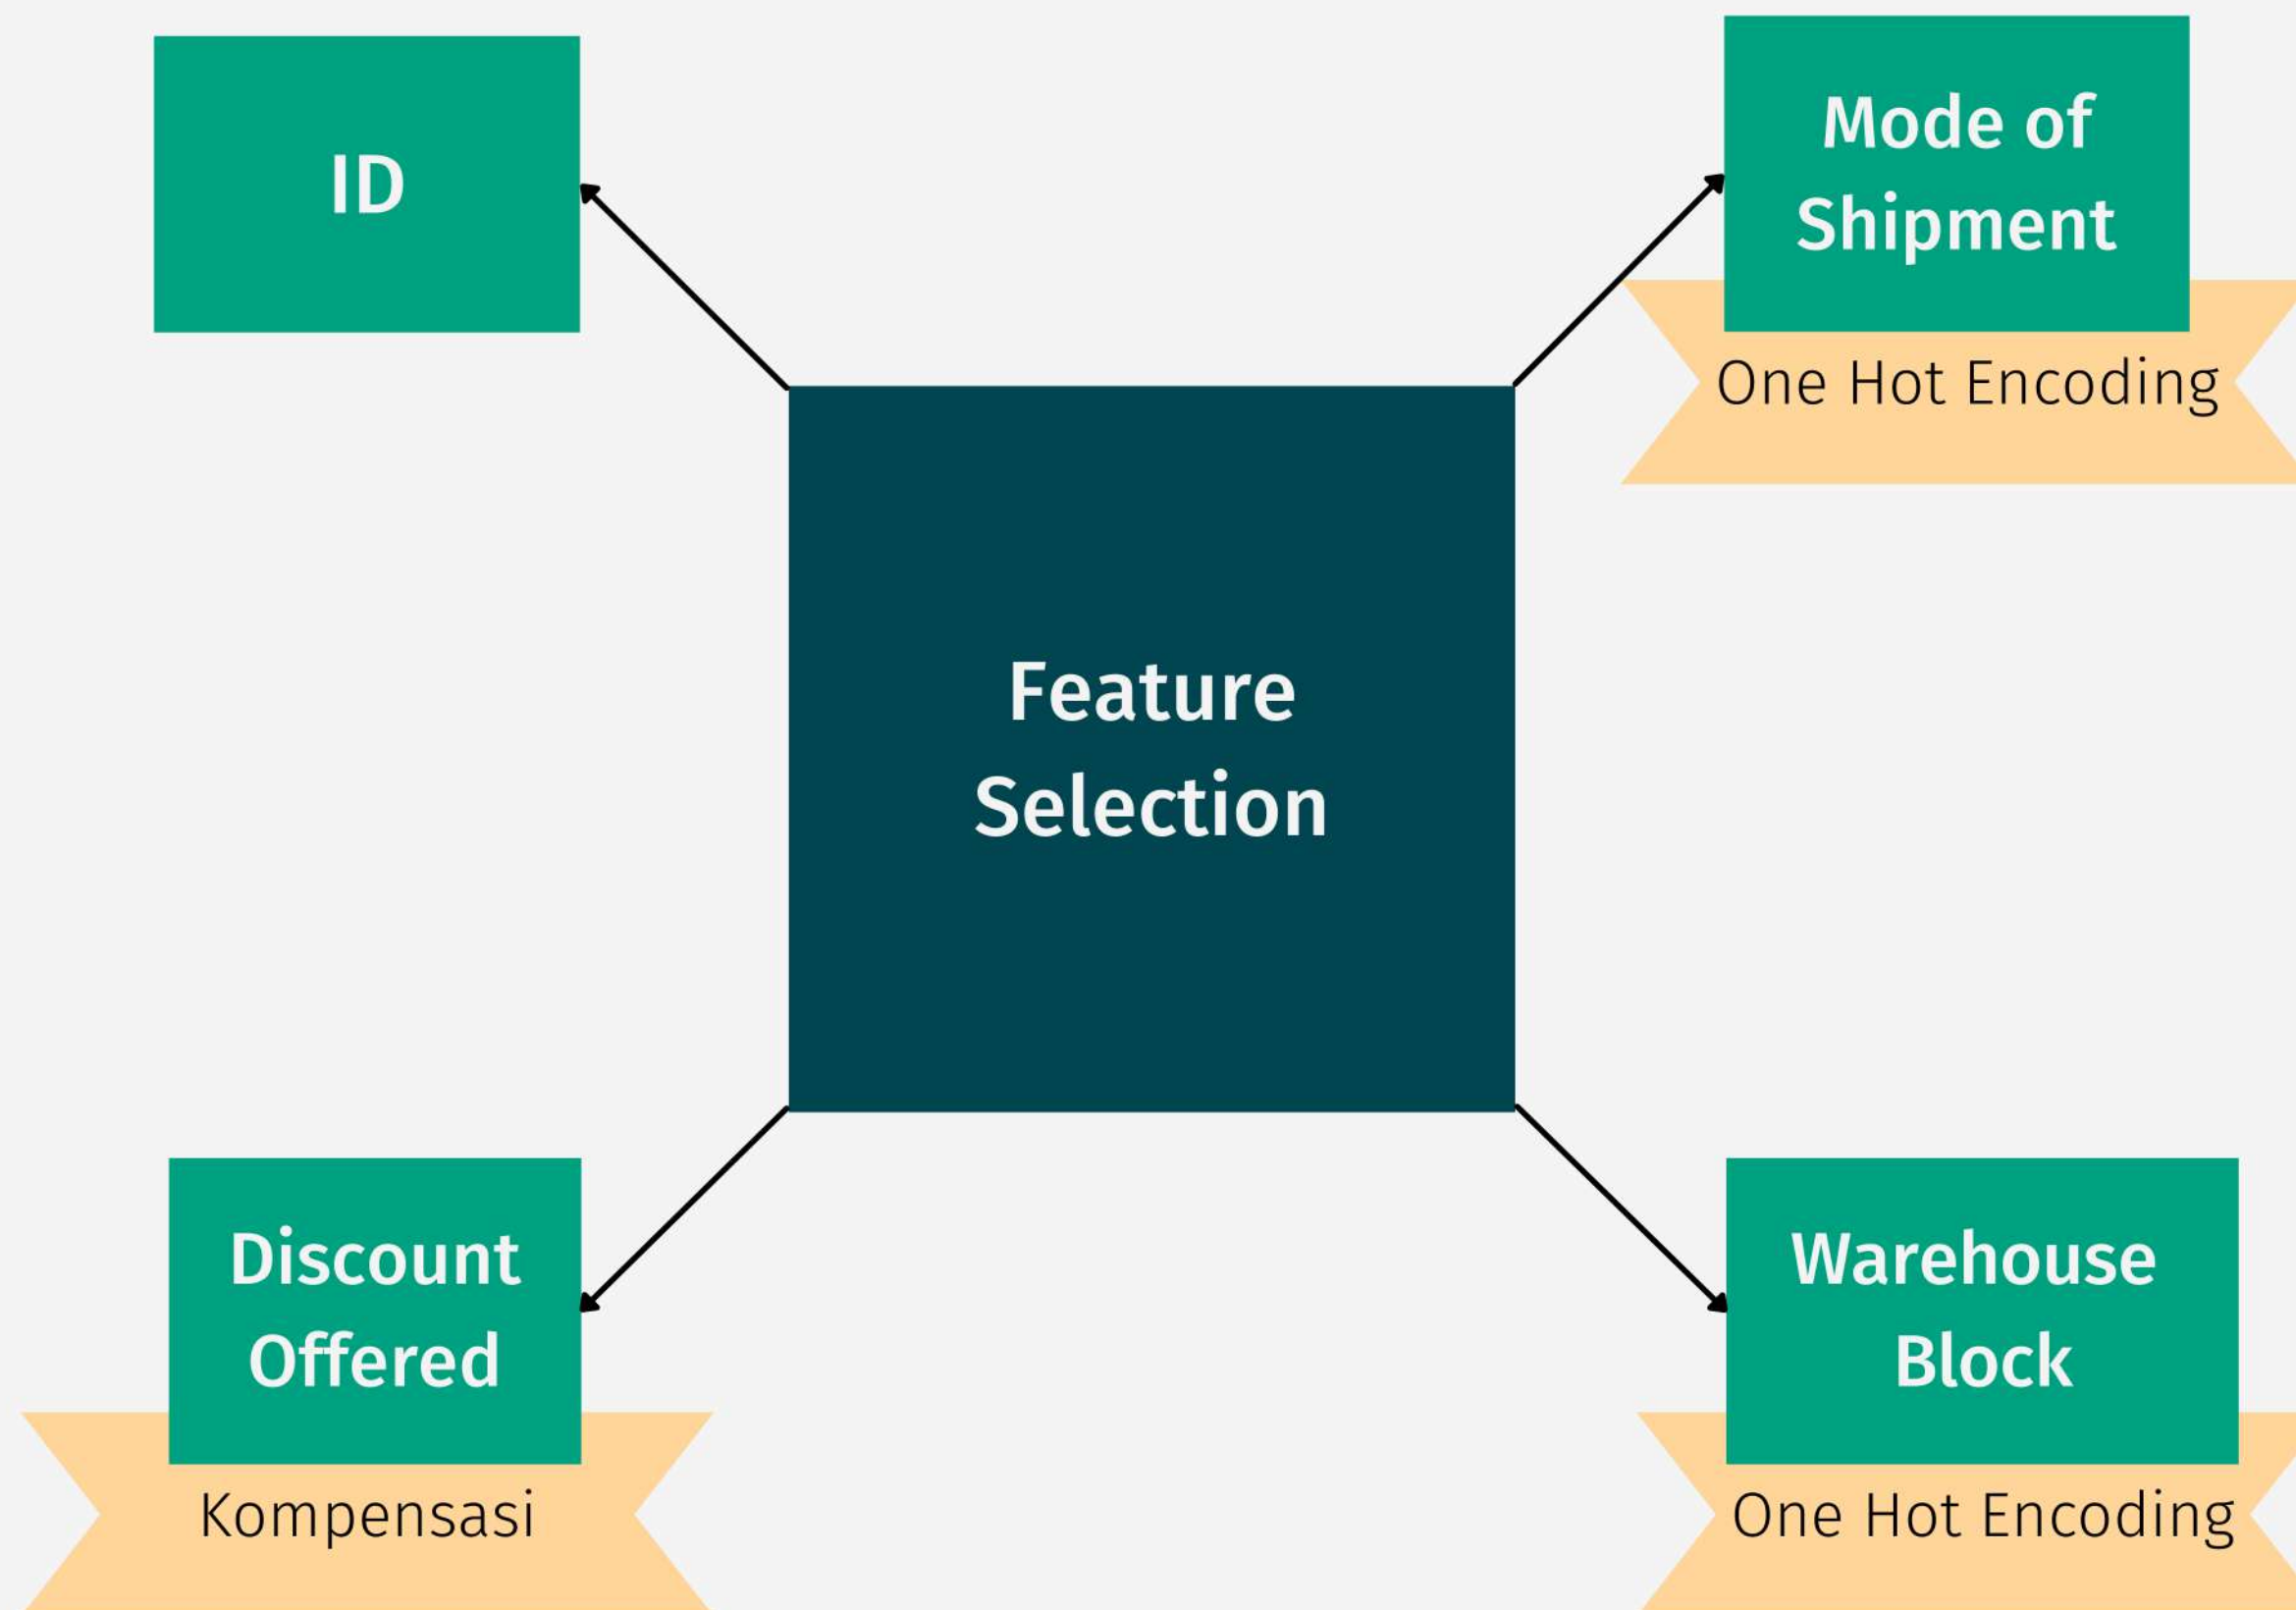 ID
Mode of
Shipment
One Hot Encoding
Feature
Selection
Discount
Offered
Kompensasi
Warehouse
Block
One Hot Encoding